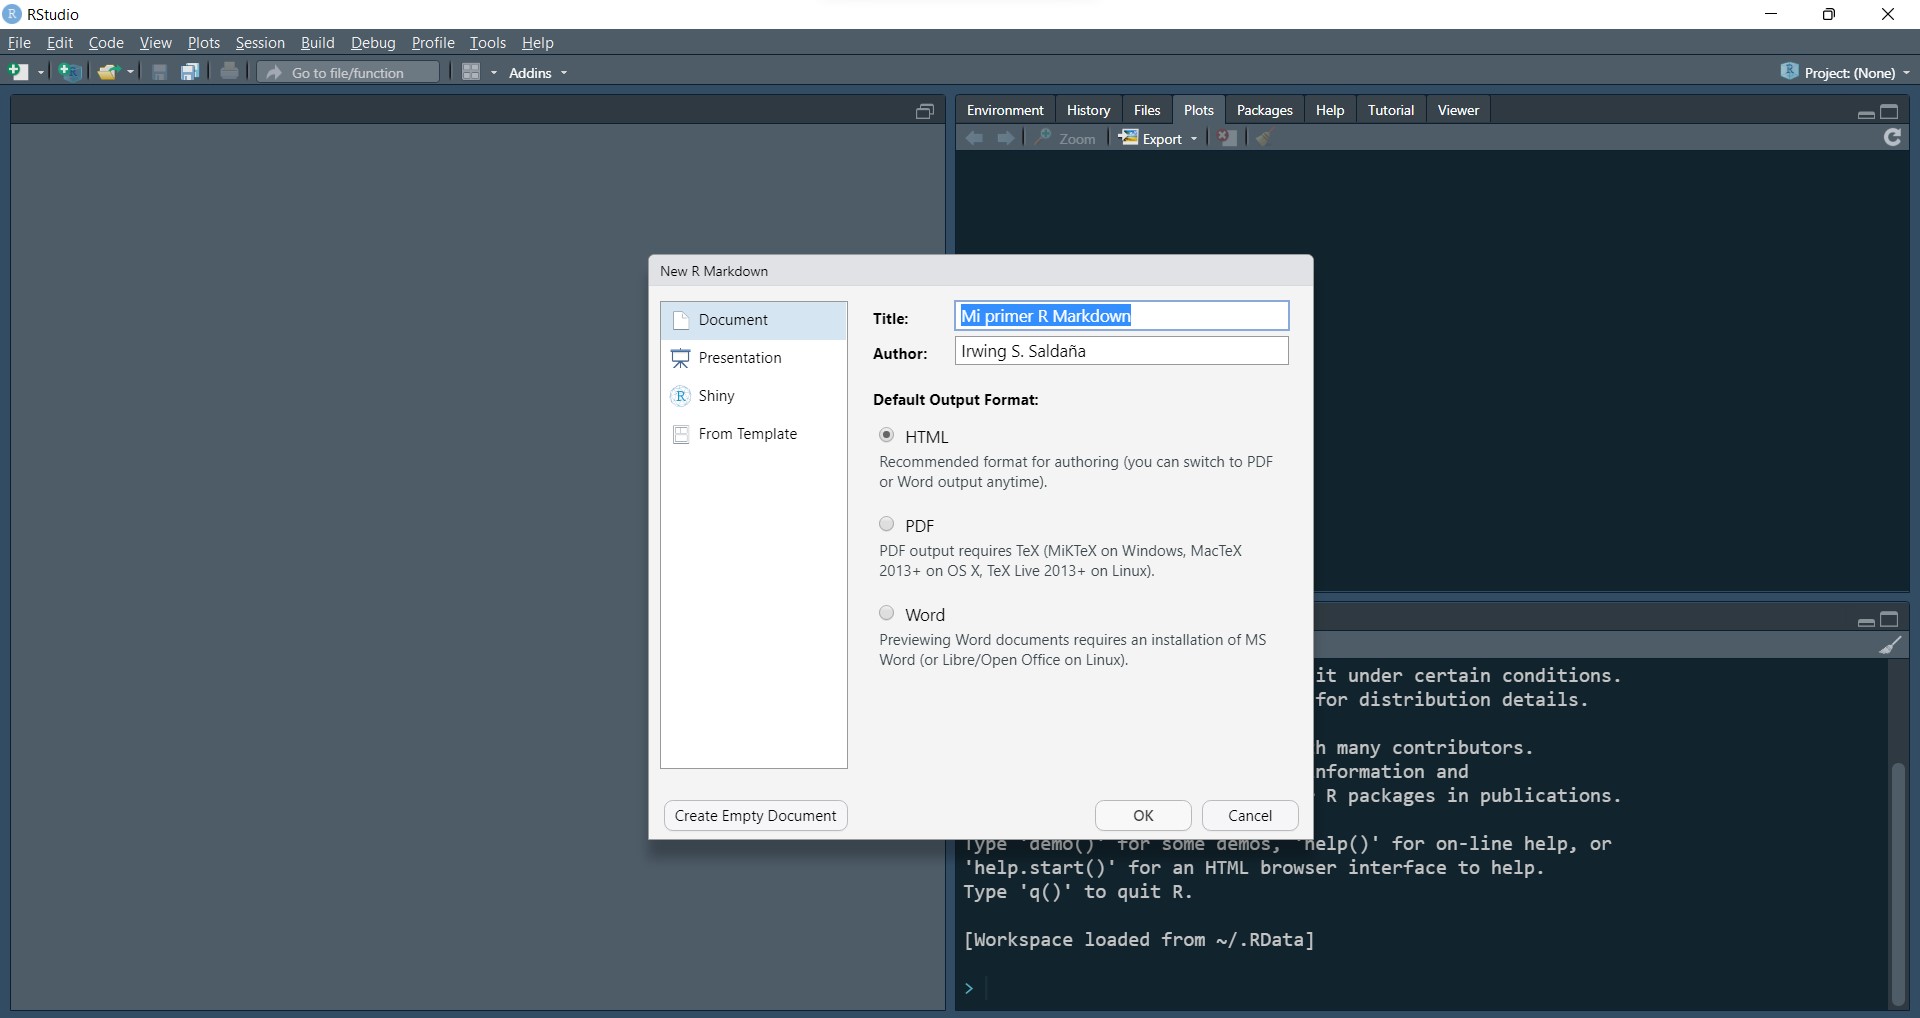 RStudio
File Edit Code View Plots Session Build Debug Profile Tools Help
Go to file/function Addins Project: (None)
Environment History Files Plots Packages Help Tutorial Viewer
Zoom Export
New R Markdown
Document
Presentation
Shiny
From Template
Title: Mi primer R Markdown
Author: Irwing S. Saldaña
Default Output Format:
HTML
Recommended format for authoring (you can switch to PDF
or Word output anytime).
PDF
PDF output requires TeX (MiKTeX on Windows, MacTeX
2013+ on OS X, TeX Live 2013+ on Linux).
Word
Previewing Word documents requires an installation of MS
Word (or Libre/Open Office on Linux).
Create Empty Document OK Cancel
it under certain conditions.
for distribution details.
h many contributors.
nformation and
R packages in publications.
Type 'demo()' for some demos, 'help()' for on-line help, or
'help.start()' for an HTML browser interface to help.
Type 'q()' to quit R.
[Workspace loaded from ~/.RData]
>